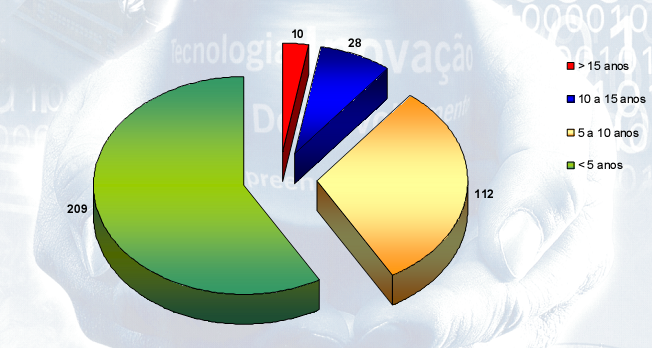 10
28
Tecnologia Inovação
209
112
> 15 anos
10 a 15 anos
5 a 10 anos
< 5 anos